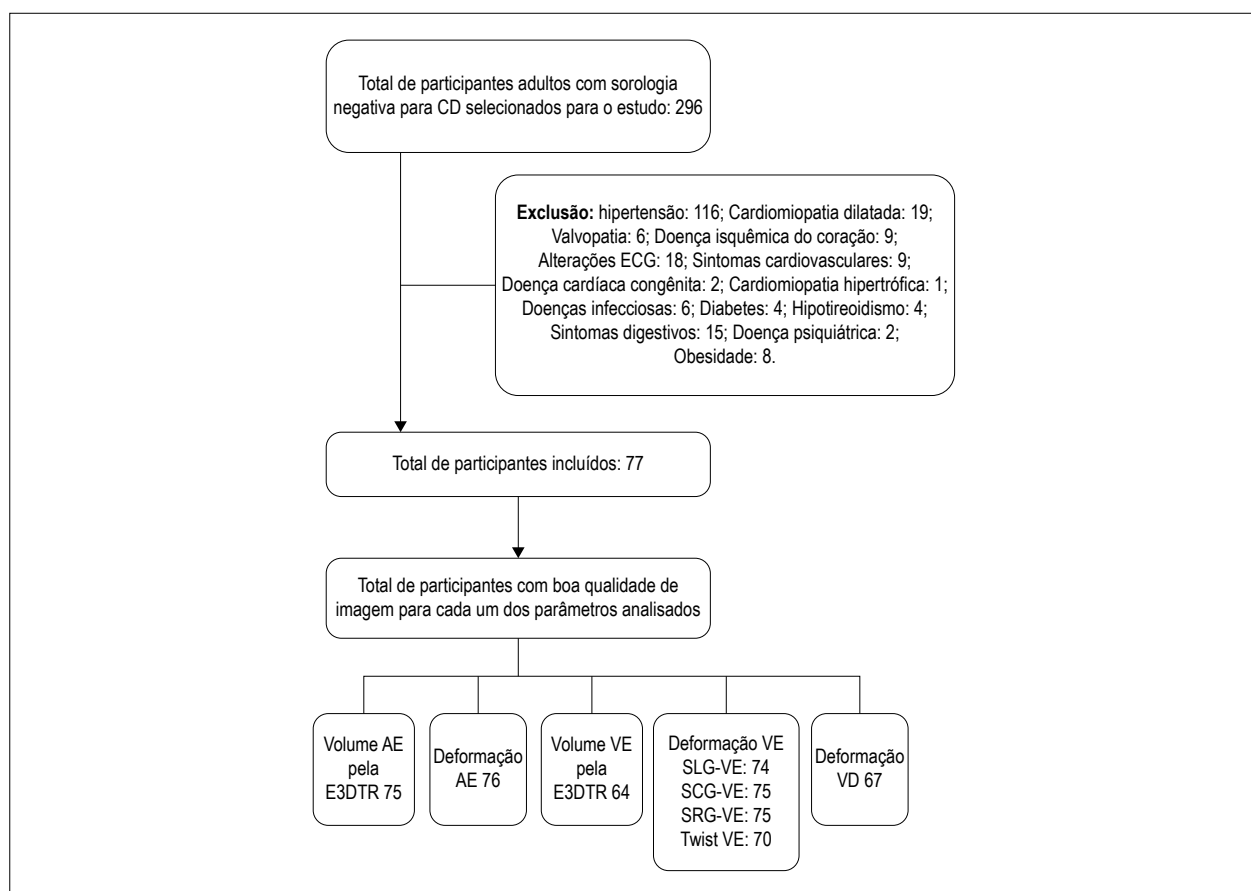 Total de participantes adultos com sorologia
negativa para CD selecionados para o estudo: 296
Exclusão: hipertensão: 116; Cardiomiopatia dilatada: 19;
Valvopatia: 6; Doença isquêmica do coração: 9;
Alterações ECG: 18; Sintomas cardiovasculares: 9;
Doença cardíaca congênita: 2; Cardiomiopatia hipertrófica: 1;
Doenças infecciosas: 6; Diabetes: 4; Hipotireoidismo: 4;
Sintomas digestivos: 15; Doença psiquiátrica: 2;
Obesidade: 8.
Total de participantes incluídos: 77
Total de participantes com boa qualidade de
imagem para cada um dos parâmetros analisados
Volume AE
pela
E3DTR 75
Deformação
AE 76
Volume VE
pela
E3DTR 64
Deformação VE
SLG-VE: 74
SCG-VE: 75
SRG-VE: 75
Twist VE: 70
Deformação
VD 67